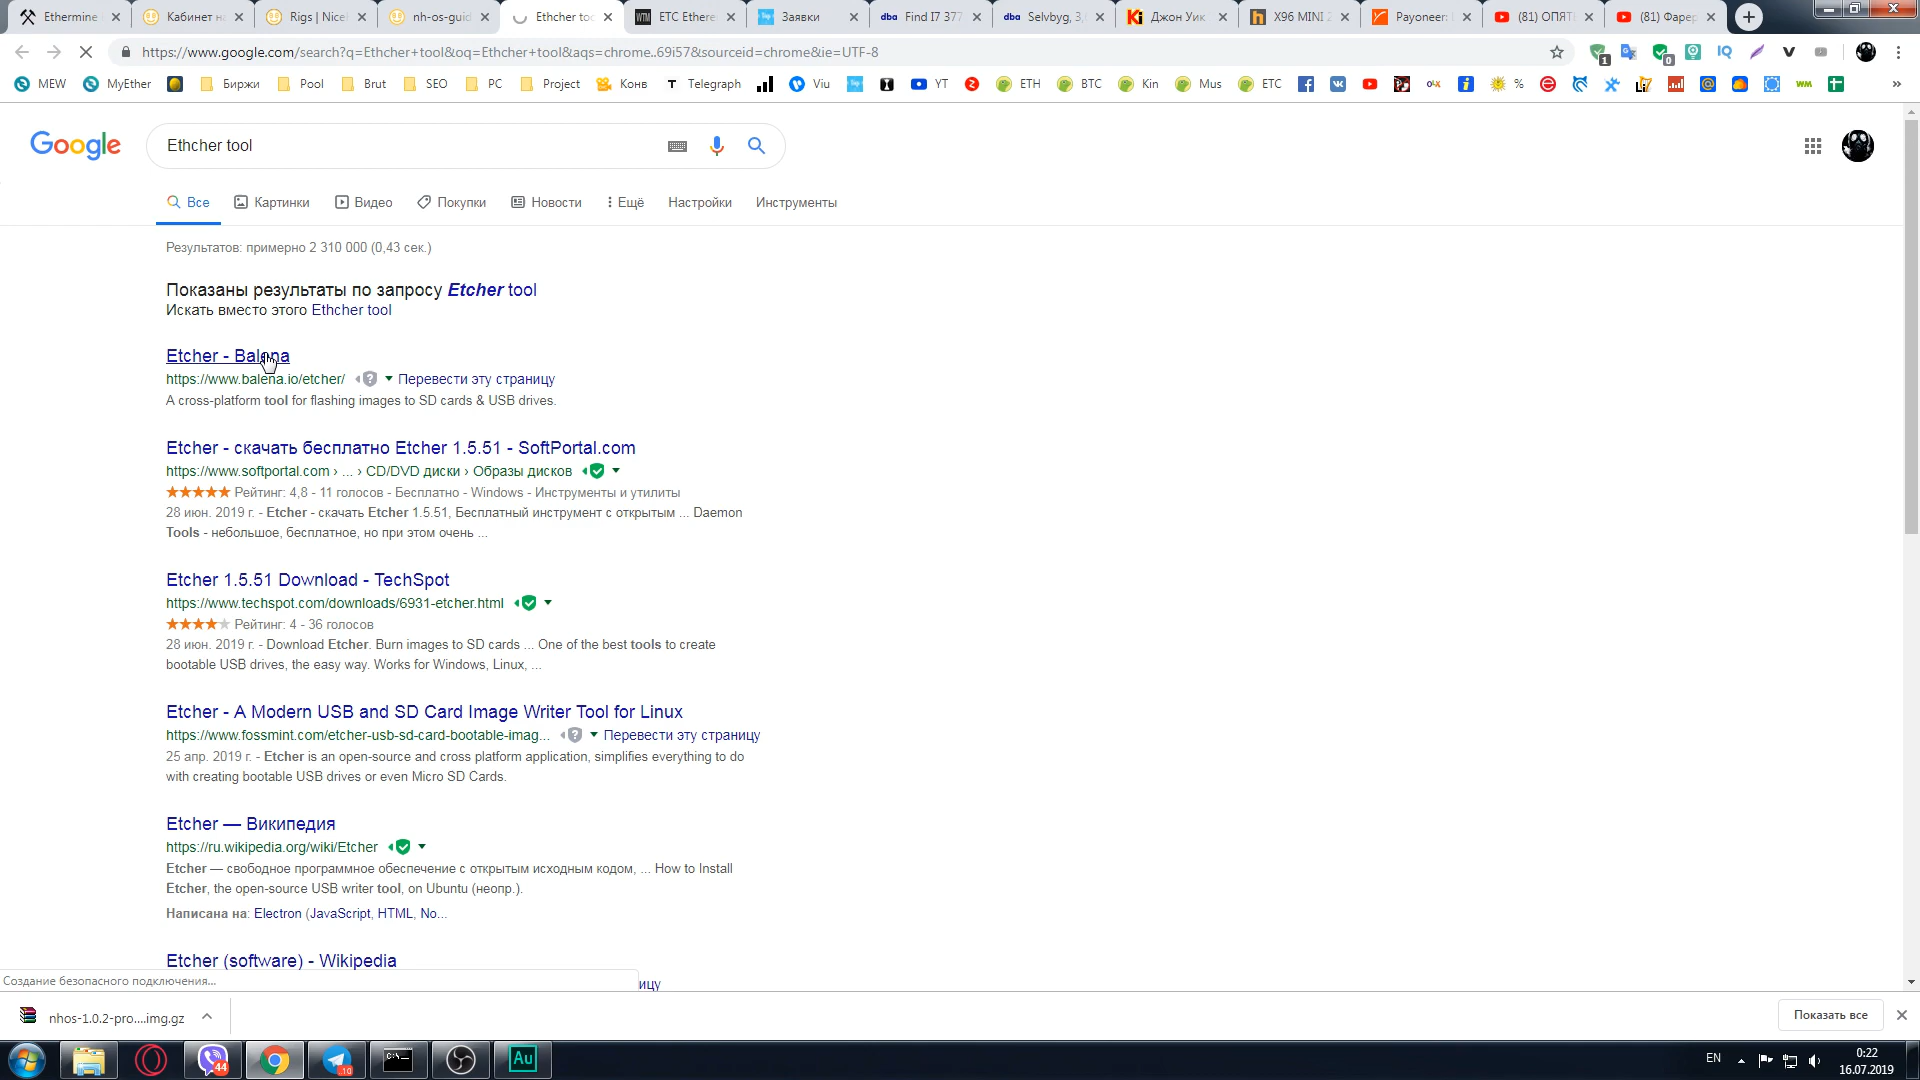 Ethermine
Кабинет н
Rigs | Nicel
nh-os-guid
Ethcher too
ETC Ethere
Заявки
Find I7 377
Selvbyg, 3,
Джон Уик
X96 MINI 2
Payoneer:
(81) ОПЯТ
(81) Фарер
https://www.google.com/search?q=Ethcher+tool&oq=Ethcher+tool&aqs=chrome..69i57&sourceid=chrome&ie=UTF-8
MEW
MyEther
Биржи
Pool
Brut
SEO
PC
Project
Конв
Telegraph
Viu
YT
ETH
BTC
Kin
Mus
ETC
%
Google
Ethcher tool
Все
Картинки
Видео
Покупки
Новости
Ещё
Настройки
Инструменты
Результатов: примерно 2 310 000 (0,43 сек.)
Показаны результаты по запросу Etcher tool
Искать вместо этого Ethcher tool
Etcher - Balena
https://www.balena.io/etcher/ Перевести эту страницу
A cross-platform tool for flashing images to SD cards & USB drives.
Etcher - скачать бесплатно Etcher 1.5.51 - SoftPortal.com
https://www.softportal.com › ... › CD/DVD диски › Образы дисков
Рейтинг: 4,8 - 11 голосов - Бесплатно - Windows - Инструменты и утилиты
28 июн. 2019 г. - Etcher - скачать Etcher 1.5.51, Бесплатный инструмент с открытым ... Daemon
Tools - небольшое, бесплатное, но при этом очень ...
Etcher 1.5.51 Download - TechSpot
https://www.techspot.com/downloads/6931-etcher.html
Рейтинг: 4 - 36 голосов
28 июн. 2019 г. - Download Etcher. Burn images to SD cards ... One of the best tools to create
bootable USB drives, the easy way. Works for Windows, Linux, ...
Etcher - A Modern USB and SD Card Image Writer Tool for Linux
https://www.fossmint.com/etcher-usb-sd-card-bootable-imag... Перевести эту страницу
25 апр. 2019 г. - Etcher is an open-source and cross platform application, simplifies everything to do
with creating bootable USB drives or even Micro SD Cards.
Etcher — Википедия
https://ru.wikipedia.org/wiki/Etcher
Etcher — свободное программное обеспечение с открытым исходным кодом, ... How to Install
Etcher, the open-source USB writer tool, on Ubuntu (неопр.).
Написана на: Electron (JavaScript, HTML, No...
Etcher (software) - Wikipedia
Создание безопасного подключения...
ицу
nhos-1.0.2-pro....img.gz
Показать все
44
10
Au
EN
0:22
16.07.2019